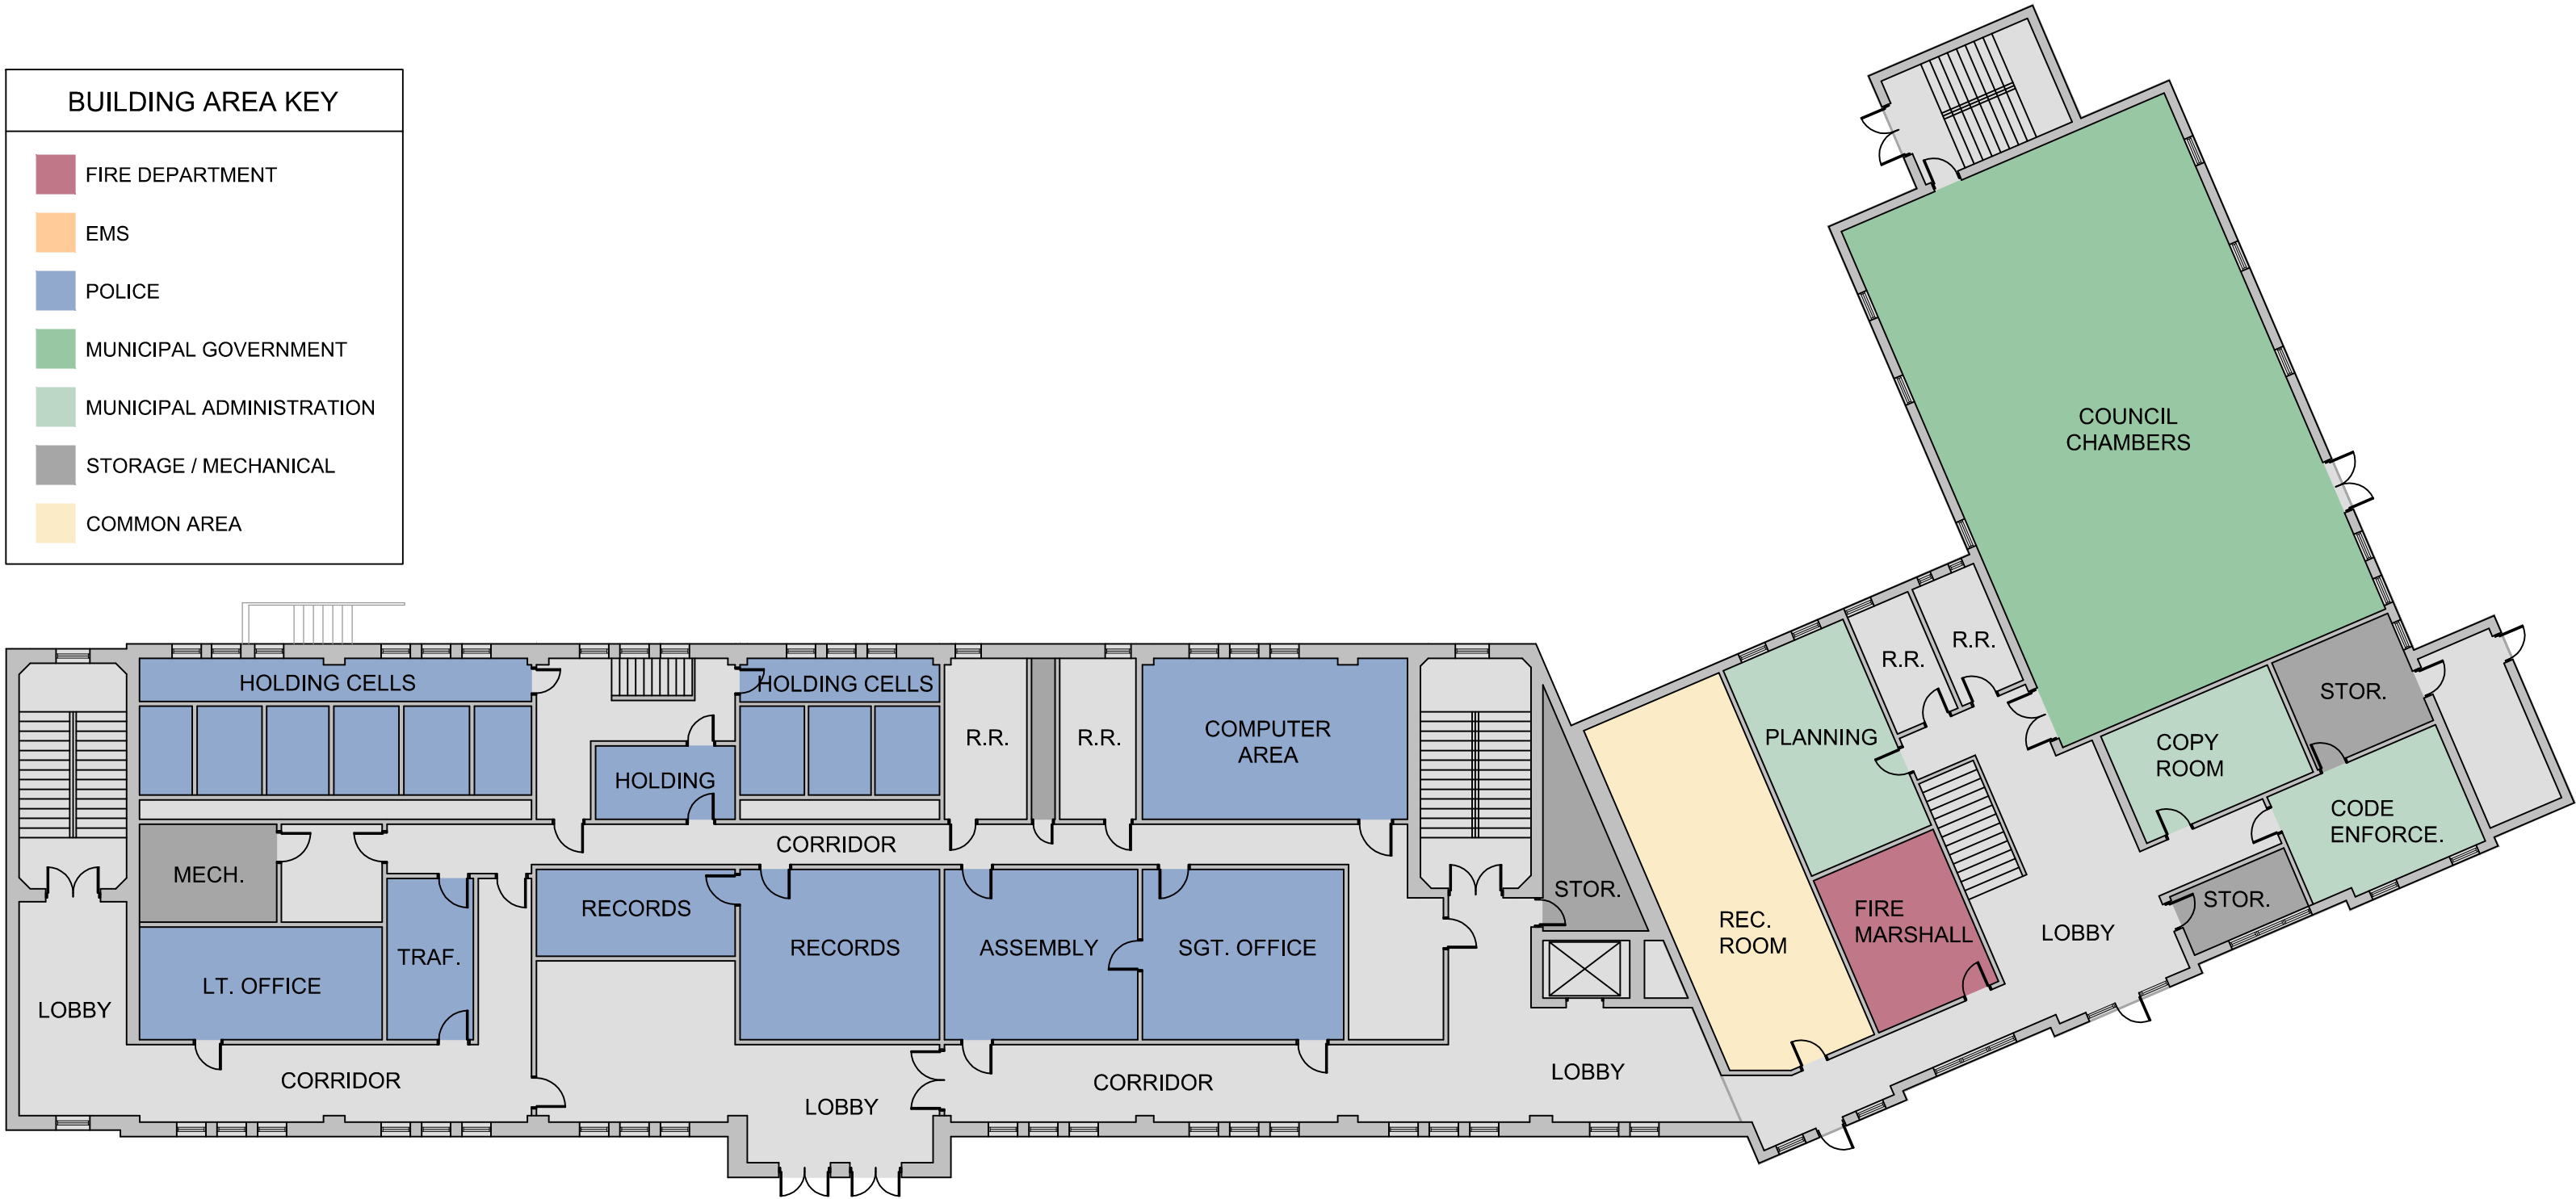 BUILDING AREA KEY
FIRE DEPARTMENT
EMS
POLICE
MUNICIPAL GOVERNMENT
MUNICIPAL ADMINISTRATION
STORAGE / MECHANICAL
COMMON AREA
COUNCIL
CHAMBERS
HOLDING CELLS
HOLDING CELLS
HOLDING
R.R.
R.R.
COMPUTER
AREA
CORRIDOR
MECH.
LT. OFFICE
TRAF.
RECORDS
RECORDS
ASSEMBLY
SGT. OFFICE
LOBBY
CORRIDOR
LOBBY
CORRIDOR
LOBBY
STOR.
REC.
ROOM
PLANNING
FIRE
MARSHALL
R.R.
R.R.
LOBBY
COPY
ROOM
STOR.
CODE
ENFORCE.
STOR.